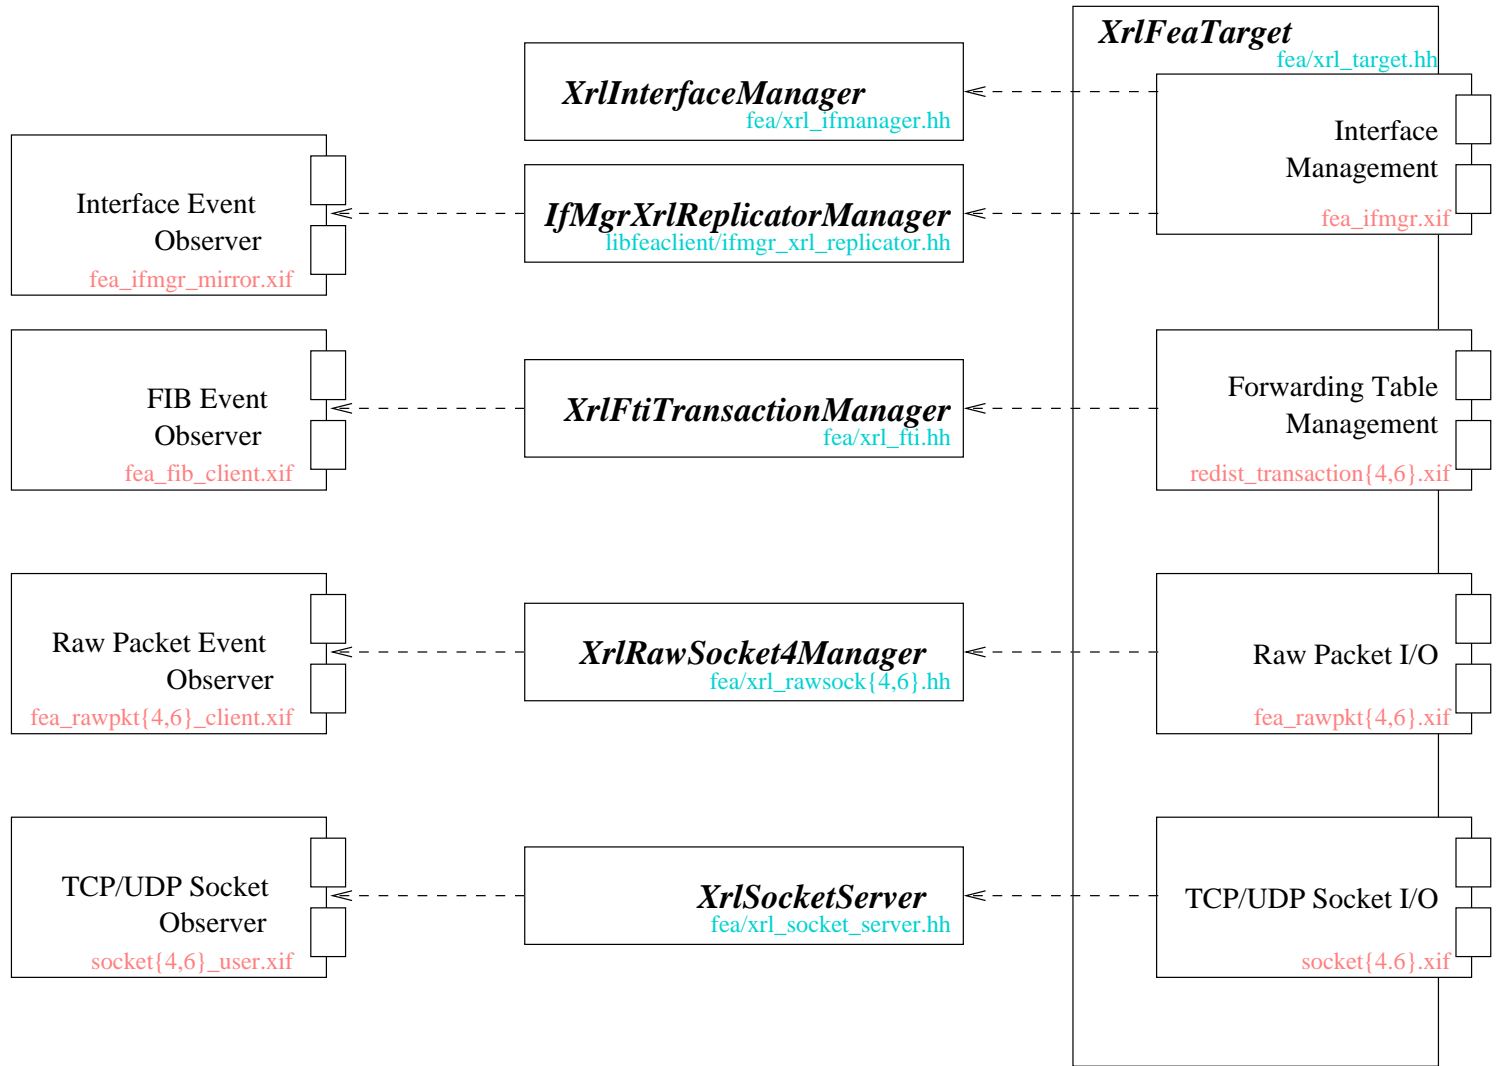 XrlFeaTarget
fea/xrl_target.hh
XrlInterfaceManager
fea/xrl_ifmanager.hh
Interface
Management
fea_ifmgr.xif
Interface Event
Observer
fea_ifmgr_mirror.xif
IfMgrXrlReplicatorManager
libfeaclient/ifmgr_xrl_replicator.hh
FIB Event
Observer
fea_fib_client.xif
XrlFtiTransactionManager
fea/xrl_fti.hh
Forwarding Table
Management
redist_transaction{4,6}.xif
Raw Packet Event
Observer
fea_rawpkt{4,6}_client.xif
XrlRawSocket4Manager
fea/xrl_rawsock{4,6}.hh
Raw Packet I/O
fea_rawpkt{4,6}.xif
TCP/UDP Socket
Observer
socket{4,6}_user.xif
XrlSocketServer
fea/xrl_socket_server.hh
TCP/UDP Socket I/O
socket{4.6}.xif